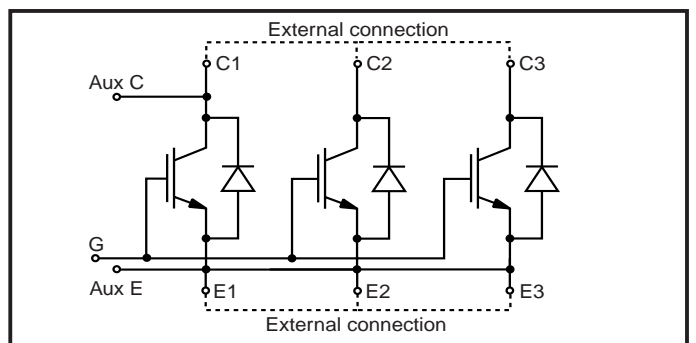 External connection
C1
C2
C3
Aux C
G
Aux E
E1
E2
E3
External connection